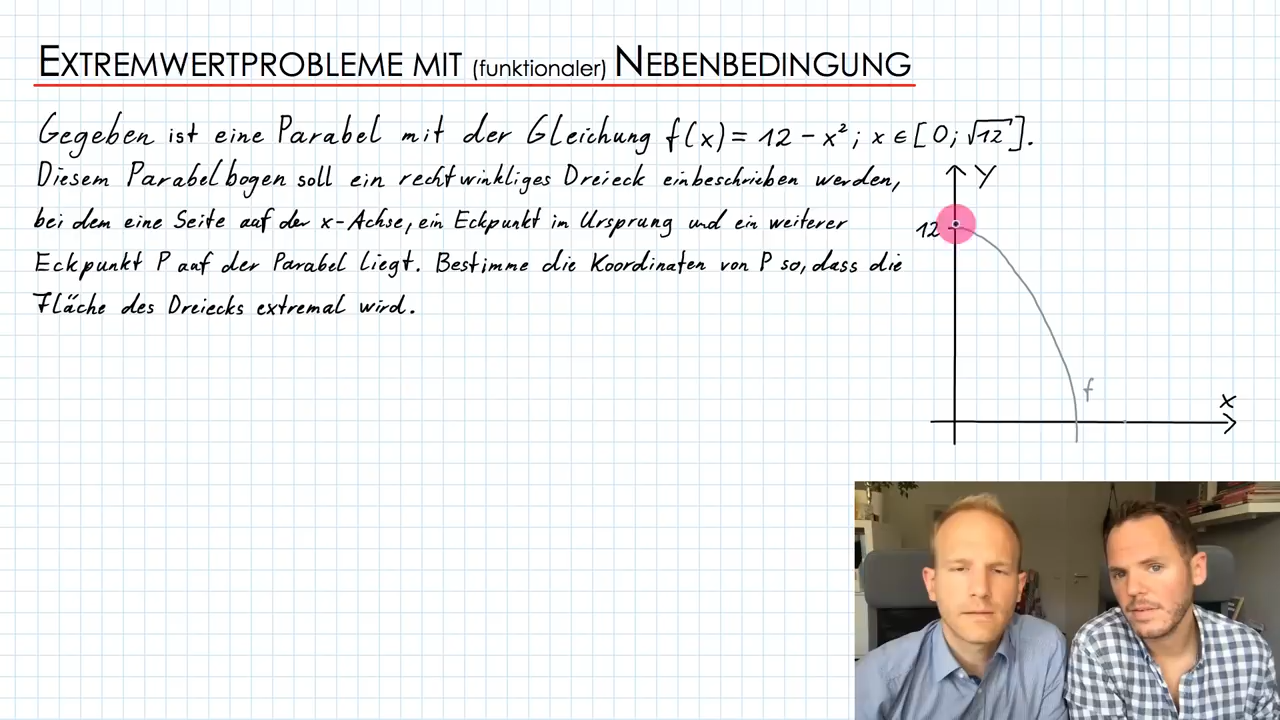 EXTREMWERTPROBLEME MIT (funktionaler) NEBENBEDINGUNG
Gegeben ist eine Parabel mit der Gleichung f(x) = 12 - x²; x ∈ [0; √12].
Diesem Parabelbogen soll ein rechtwinkliges Dreieck einbeschrieben werden,
bei dem eine Seite auf der x-Achse, ein Eckpunkt im Ursprung und ein weiterer
Eckpunkt P auf der Parabel liegt. Bestimme die Koordinaten von P so, dass die
Fläche des Dreiecks extremal wird.
y
12
f
x